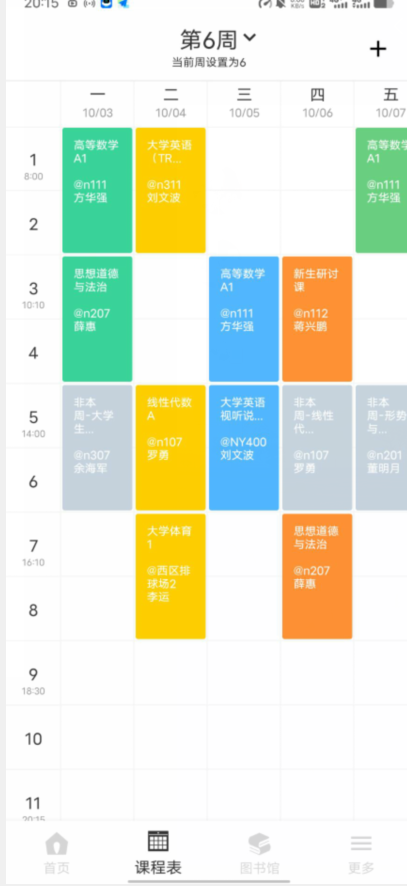 20:15
第6周
当前周设置为6
+
一 二 三 四 五
10/03 10/04 10/05 10/06 10/07
1
8:00
高等数学
A1
@n111
方华强
大学英语
（TR...
@n311
刘文波
高等数学
A1
@n111
方华强
2
3
10:10
思想道德
与法治
@n207
薛惠
高等数学
A1
@n111
方华强
新生研讨
课
@n112
蒋兴鹏
4
5
14:00
非本
周-大学
生...
@n307
余海军
线性代数
A
@n107
罗勇
大学英语
视听说...
@NY400
刘文波
非本
周-线性
代...
@n107
罗勇
非本
周-形势
与...
@n201
董明月
6
7
16:10
大学体育
1
@西区排
球场2
李运
思想道德
与法治
@n207
薛惠
8
9
18:30
10
11
20:15
首页 课程表 图书馆 更多